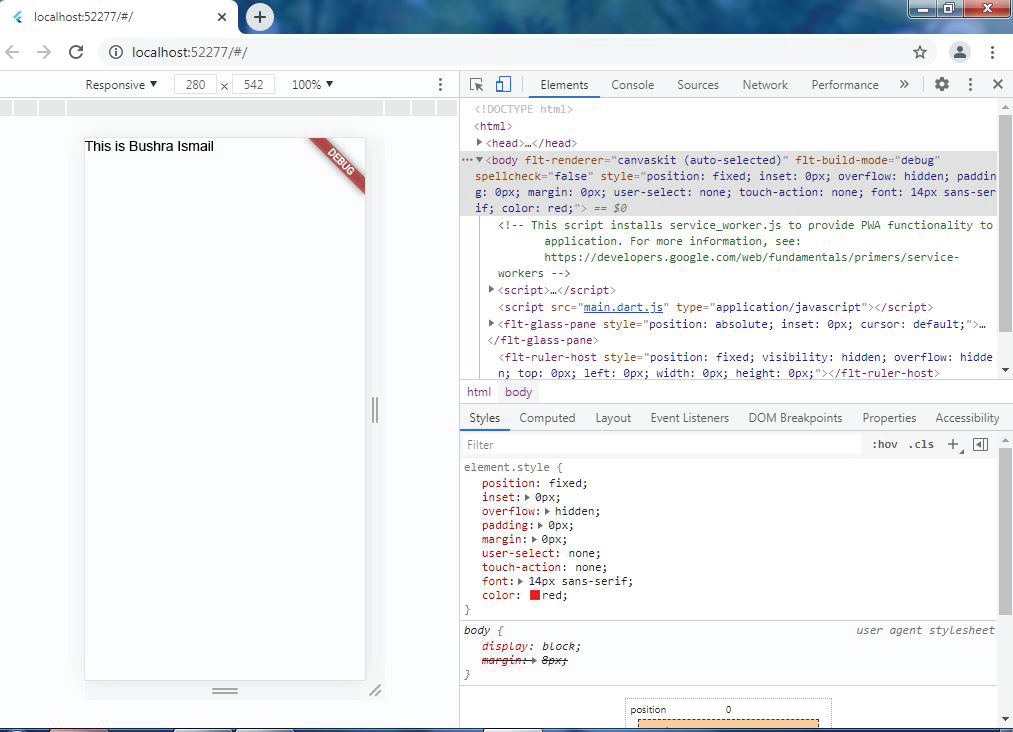 localhost:52277/#/
localhost:52277/#/
Responsive 280 × 542 100%
This is Bushra Ismail
DEBUG
Elements Console Sources Network Performance »
<!DOCTYPE html>
<html>
<head>…</head>
<body flt-renderer="canvaskit (auto-selected)" flt-build-mode="debug"
spellcheck="false" style="position: fixed; inset: 0px; overflow: hidden; paddin
g: 0px; margin: 0px; user-select: none; touch-action: none; font: 14px sans-ser
if; color: red;"> == $0
<!-- This script installs service_worker.js to provide PWA functionality to
application. For more information, see:
https://developers.google.com/web/fundamentals/primers/service-
workers -->
<script>…</script>
<script src="main.dart.js" type="application/javascript"></script>
<flt-glass-pane style="position: absolute; inset: 0px; cursor: default;">…
</flt-glass-pane>
<flt-ruler-host style="position: fixed; visibility: hidden; overflow: hidde
n; top: 0px; left: 0px; width: 0px; height: 0px;"></flt-ruler-host>
html body
Styles Computed Layout Event Listeners DOM Breakpoints Properties Accessibility
Filter :hov .cls +
element.style {
position: fixed;
inset: 0px;
overflow: hidden;
padding: 0px;
margin: 0px;
user-select: none;
touch-action: none;
font: 14px sans-serif;
color: red;
}
body { user agent stylesheet
display: block;
margin: 8px;
}
position 0